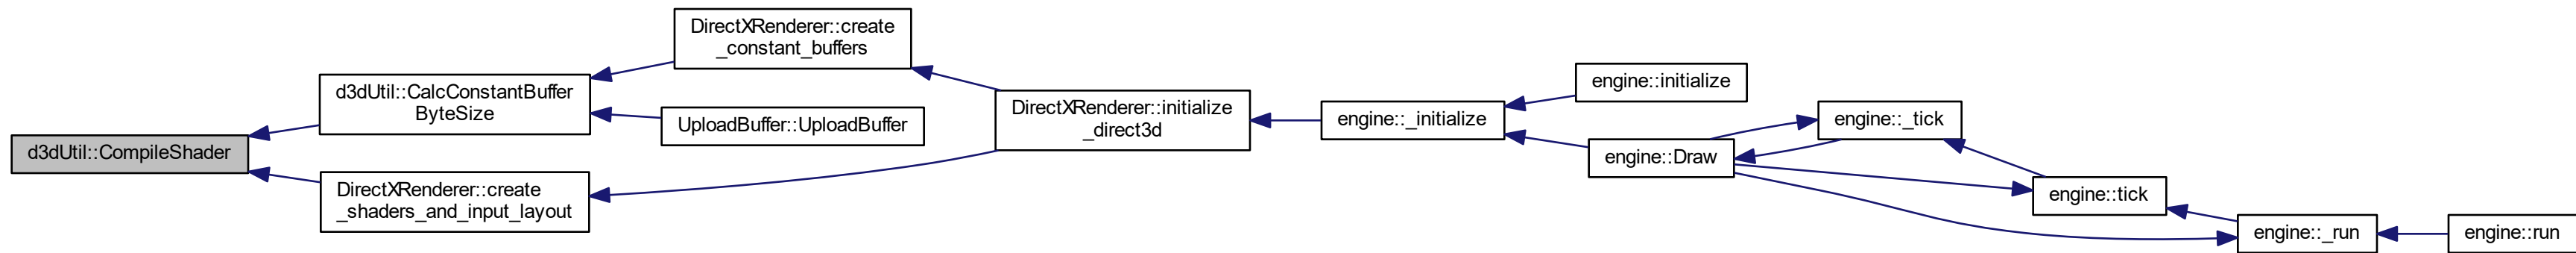 d3dUtil::CompileShader
d3dUtil::CalcConstantBuffer
ByteSize
DirectXRenderer::create
_constant_buffers
UploadBuffer::UploadBuffer
DirectXRenderer::create
_shaders_and_input_layout
DirectXRenderer::initialize
_direct3d
engine::_initialize
engine::initialize
engine::Draw
engine::_tick
engine::tick
engine::_run
engine::run